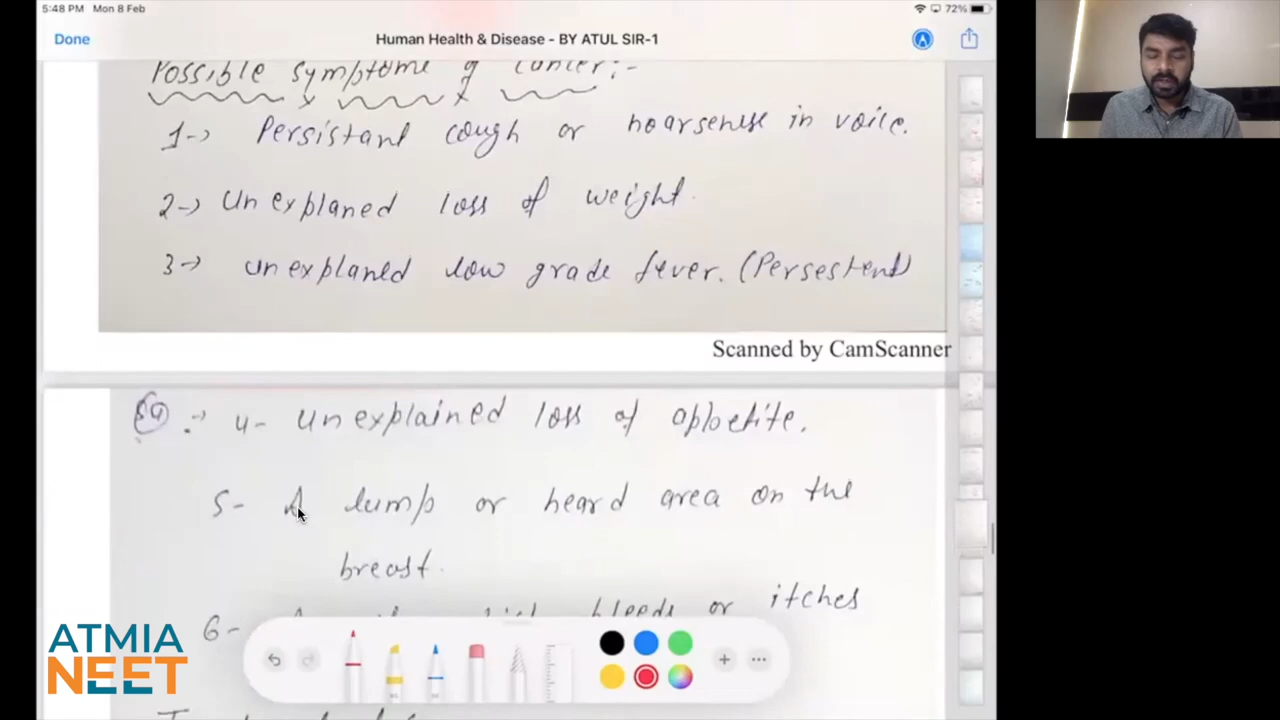 5:48 PM Mon 8 Feb
72%
Done
Human Health & Disease - BY ATUL SIR-1
Possible symptoms of cancer:-
1-> Persistant cough or hoarseness in voice.
2-> Unexplaned loss of weight.
3-> unexplaned low grade fever. (Persestent)
Scanned by CamScanner
4- unexplained loss of appoetite.
5- A lump or heard area on the
breast.
6- A bleeds or itches
ATMIA
NEET